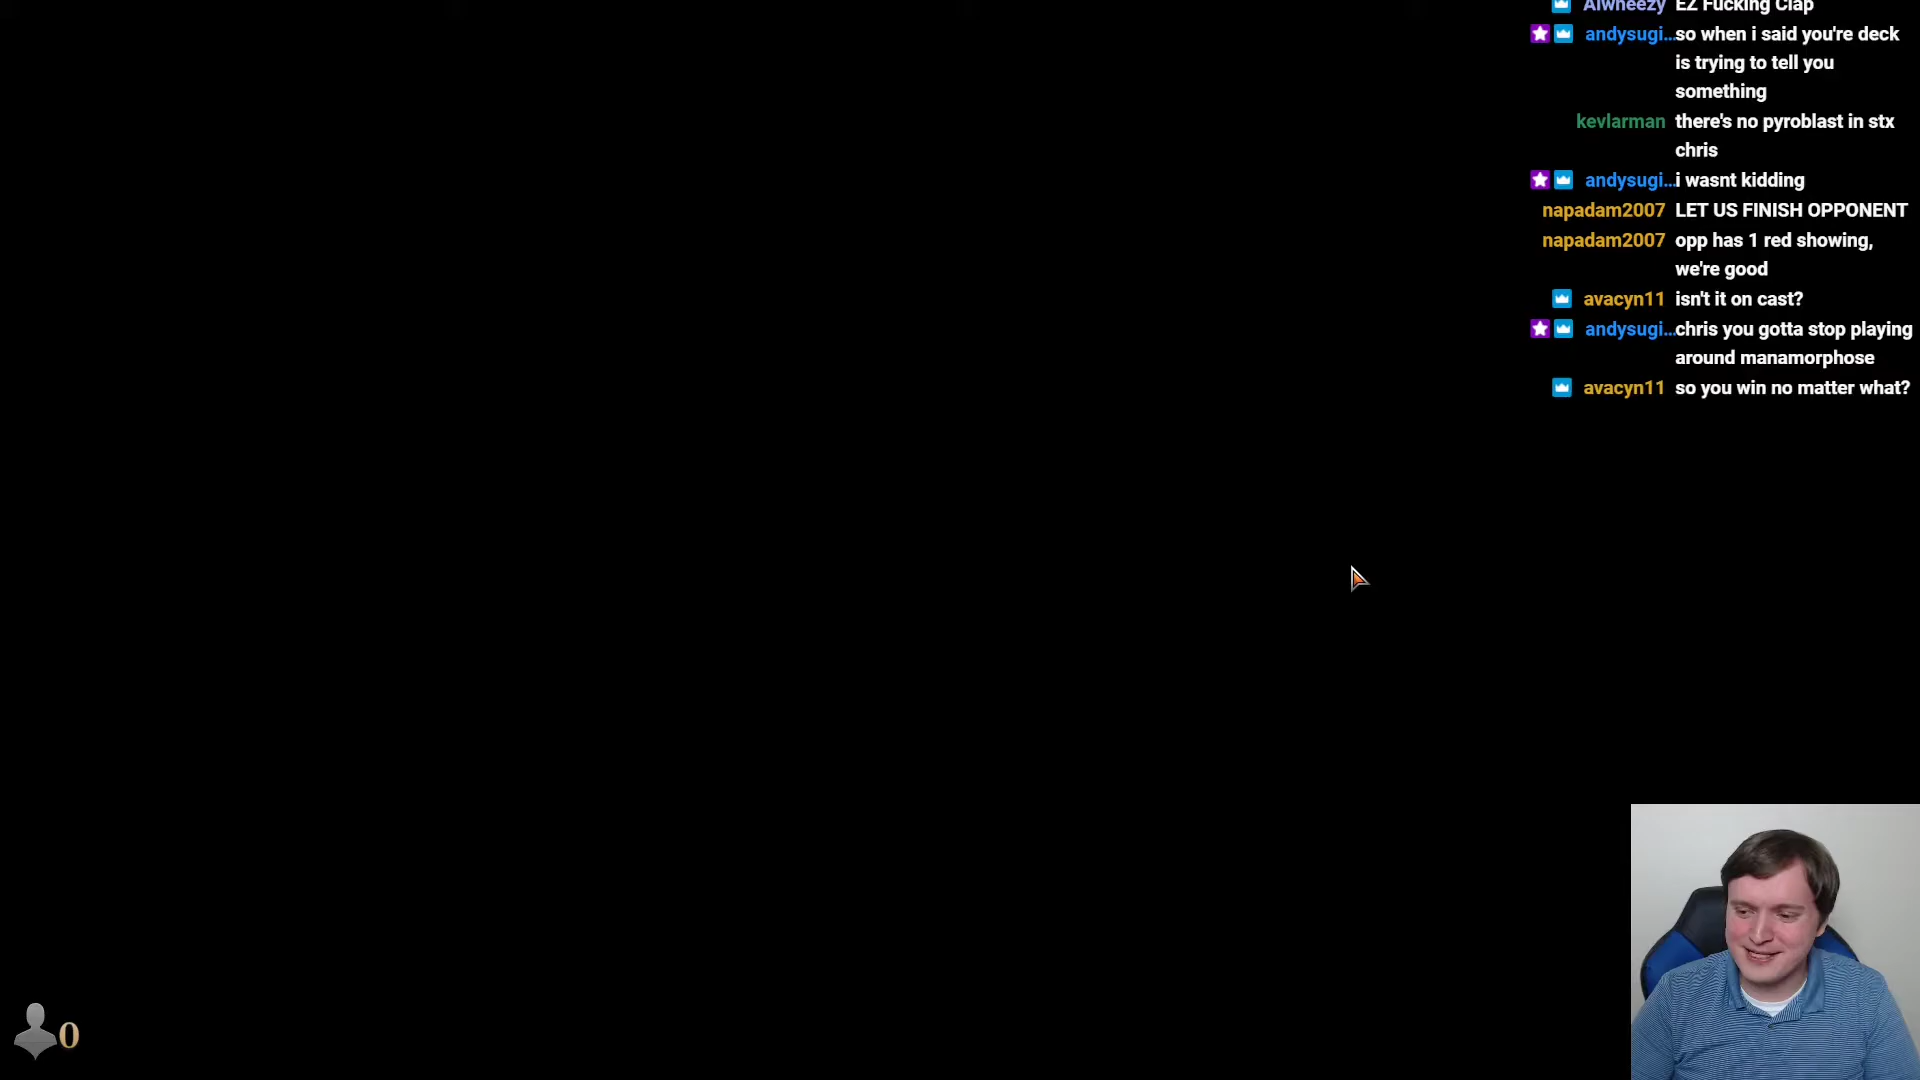 Alwheezy EZ Fucking Clap
andysugi... so when i said you're deck
is trying to tell you
something
kevlarman there's no pyroblast in stx
chris
andysugi... i wasnt kidding
napadam2007 LET US FINISH OPPONENT
napadam2007 opp has 1 red showing,
we're good
avacyn11 isn't it on cast?
andysugi... chris you gotta stop playing
around manamorphose
avacyn11 so you win no matter what?
0